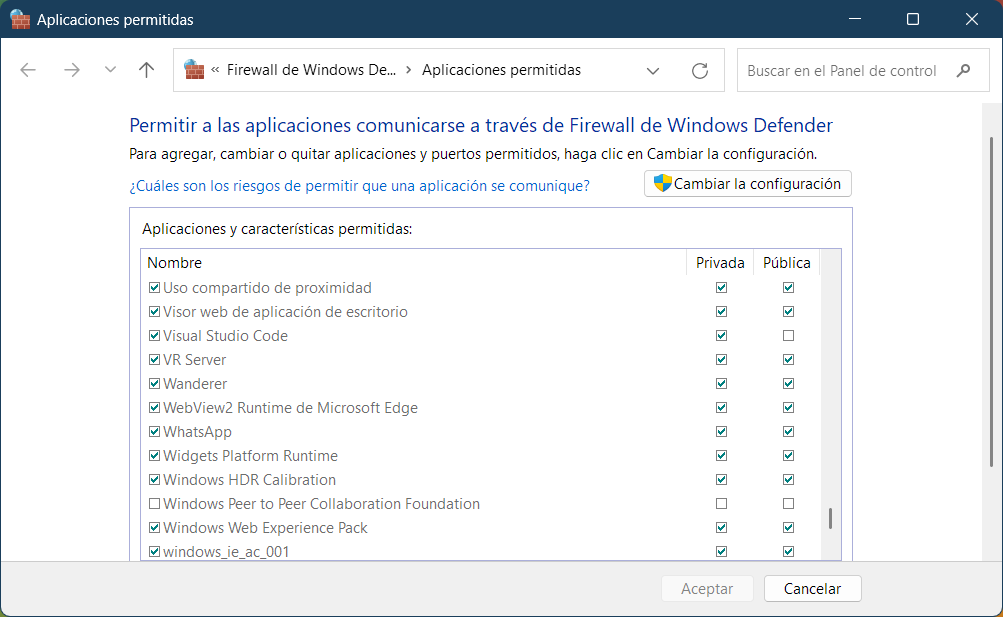 Aplicaciones permitidas
« Firewall de Windows De... › Aplicaciones permitidas
Buscar en el Panel de control
Permitir a las aplicaciones comunicarse a través de Firewall de Windows Defender
Para agregar, cambiar o quitar aplicaciones y puertos permitidos, haga clic en Cambiar la configuración.
¿Cuáles son los riesgos de permitir que una aplicación se comunique?
Cambiar la configuración
Aplicaciones y características permitidas:
Nombre Privada Pública
Uso compartido de proximidad
Visor web de aplicación de escritorio
Visual Studio Code
VR Server
Wanderer
WebView2 Runtime de Microsoft Edge
WhatsApp
Widgets Platform Runtime
Windows HDR Calibration
Windows Peer to Peer Collaboration Foundation
Windows Web Experience Pack
windows_ie_ac_001
Aceptar Cancelar